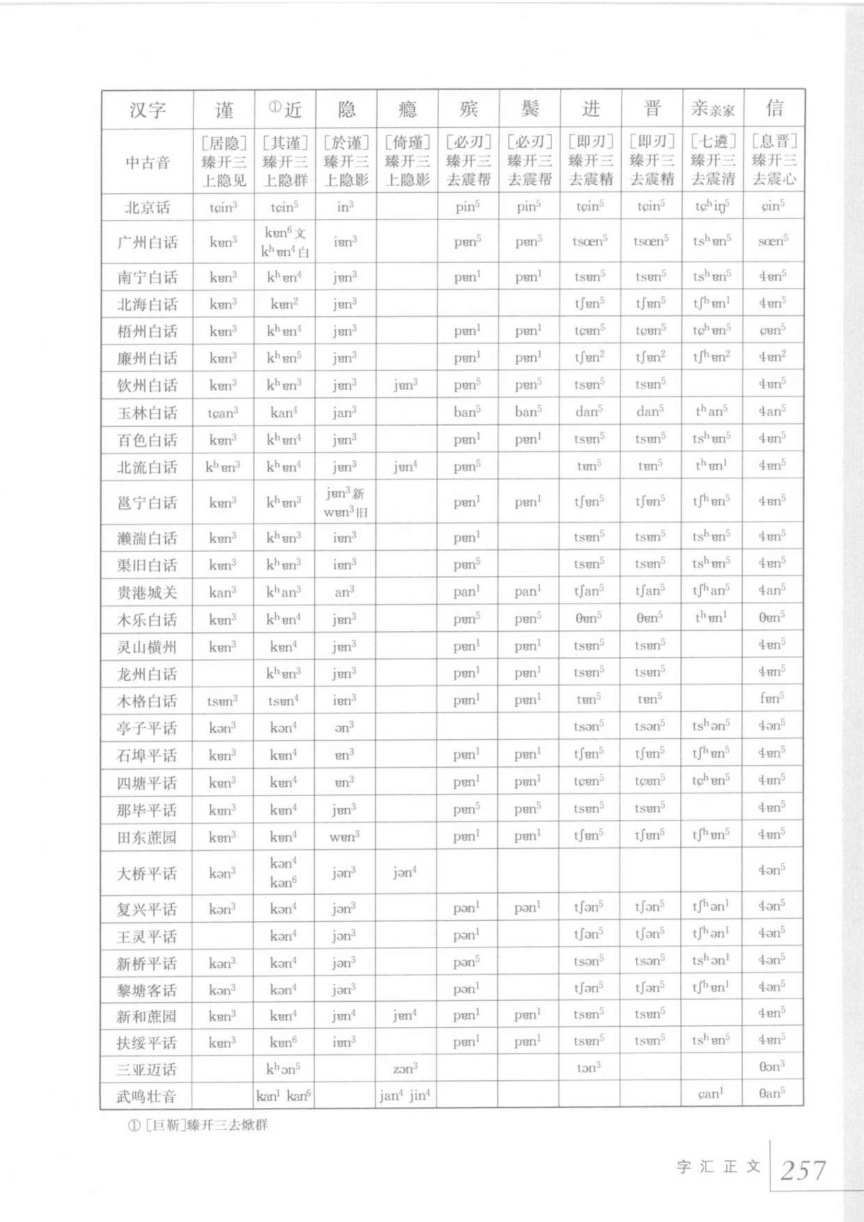 汉字 谨 ①近 隐 瘾 殡 鬓 进 晋 亲亲家 信
中古音 [居隐]臻开三上隐见 [其谨]臻开三上隐群 [於谨]臻开三上隐影 [倚瑾]臻开三上隐影 [必刃]臻开三去震帮 [必刃]臻开三去震帮 [即刃]臻开三去震精 [即刃]臻开三去震精 [七遴]臻开三去震清 [息晋]臻开三去震心
北京话 tɕin³ tɕin⁵ in³ pin⁵ pin⁵ tɕin⁵ tɕin⁵ tɕʰiŋ⁵ ɕin⁵
广州白话 kɐn³ kɐn⁶文 kʰɐn⁴白 iɐn³ pɐn⁵ pɐn⁵ tsœn⁵ tsœn⁵ tsʰɐn⁵ sœn⁵
南宁白话 kɐn³ kʰɐn⁴ jɐn³ pɐn¹ pɐn¹ tsɐn⁵ tsɐn⁵ tsʰɐn⁵ ɬɐn⁵
北海白话 kɐn³ kɐn² jɐn³ tʃɐn⁵ tʃɐn⁵ tʃʰɐn¹ ɬɐn⁵
梧州白话 kɐn³ kʰɐn⁴ jɐn³ pɐn¹ pɐn¹ tɕɐn⁵ tɕɐn⁵ tɕʰɐn⁵ ɕɐn⁵
廉州白话 kɐn³ kʰɐn⁵ jɐn³ pɐn¹ pɐn¹ tʃɐn² tʃɐn² tʃʰɐn² ɬɐn²
钦州白话 kɐn³ kʰɐn³ jɐn³ jɐn³ pɐn⁵ pɐn⁵ tsɐn⁵ tsɐn⁵ ɬɐn⁵
玉林白话 tɕan³ kan⁴ jan³ ban⁵ ban⁵ dan⁵ dan⁵ tʰan⁵ ɬan⁵
百色白话 kɐn³ kʰɐn⁴ jɐn³ pɐn¹ pɐn¹ tsɐn⁵ tsɐn⁵ tsʰɐn⁵ ɬɐn⁵
北流白话 kʰɐn³ kʰɐn⁴ jɐn³ jɐn⁴ pɐn⁵ tɐn⁵ tɐn⁵ tʰɐn¹ ɬɐn⁵
邕宁白话 kɐn³ kʰɐn³ jɐn³新 wɐn³旧 pɐn¹ pɐn¹ tʃɐn⁵ tʃɐn⁵ tʃʰɐn⁵ ɬɐn⁵
濑湍白话 kɐn³ kʰɐn³ iɐn³ pɐn¹ tsɐn⁵ tsɐn⁵ tsʰɐn⁵ ɬɐn⁵
渠旧白话 kɐn³ kʰɐn³ iɐn³ pɐn⁵ tsɐn⁵ tsɐn⁵ tsʰɐn⁵ ɬɐn⁵
贵港城关 kan³ kʰan³ an³ pan¹ pan¹ tʃan⁵ tʃan⁵ tʃʰan⁵ ɬan⁵
木乐白话 kɐn³ kʰɐn⁴ jɐn³ pɐn⁵ pɐn⁵ θɐn⁵ θɐn⁵ tʰɐn¹ θɐn⁵
灵山横州 kɐn³ kɐn⁴ jɐn³ pɐn¹ pɐn¹ tsɐn⁵ tsɐn⁵ ɬɐn⁵
龙州白话 kʰɐn³ jɐn³ pɐn¹ pɐn¹ tsɐn⁵ tsɐn⁵ ɬɐn⁵
木格白话 tsɐn³ tsɐn⁴ iɐn³ pɐn¹ pɐn¹ tɐn⁵ tɐn⁵ fɐn⁵
亭子平话 kən³ kən⁴ ən³ tsən⁵ tsən⁵ tsʰən⁵ ɬən⁵
石埠平话 kɐn³ kɐn⁴ ɐn³ pɐn¹ pɐn¹ tʃɐn⁵ tʃɐn⁵ tʃʰɐn⁵ ɬɐn⁵
四塘平话 kɐn³ kɐn⁴ ɐn³ pɐn¹ pɐn¹ tɕɐn⁵ tɕɐn⁵ tɕʰɐn⁵ ɬɐn⁵
那毕平话 kɐn³ kɐn⁴ jɐn³ pɐn⁵ pɐn⁵ tsɐn⁵ tsɐn⁵ ɬɐn⁵
田东蔗园 kɐn³ kɐn⁴ wɐn³ pɐn¹ pɐn¹ tʃɐn⁵ tʃɐn⁵ tʃʰɐn⁵ ɬɐn⁵
大桥平话 kən³ kən⁴ kən⁶ jən³ jən⁴ ɬən⁵
复兴平话 kən³ kən⁴ jən³ pən¹ pən¹ tʃən⁵ tʃən⁵ tʃʰən¹ ɬən⁵
王灵平话 kən⁴ jən³ pən¹ tʃən⁵ tʃən⁵ tʃʰən¹ ɬən⁵
新桥平话 kən³ kən⁴ jən³ pən⁵ tsən⁵ tsən⁵ tsʰən¹ ɬən⁵
黎塘客话 kən³ kən⁴ jən³ pən¹ tʃən⁵ tʃən⁵ tʃʰɐn¹ ɬən⁵
新和蔗园 kɐn³ kɐn⁴ jɐn⁴ jɐn⁴ pɐn¹ pɐn¹ tsɐn⁵ tsɐn⁵ ɬɐn⁵
扶绥平话 kɐn³ kɐn⁶ iɐn³ pɐn¹ pɐn¹ tsɐn⁵ tsɐn⁵ tsʰɐn⁵ ɬɐn⁵
三亚迈话 kʰɔn⁵ zɔn³ tɔn³ θɔn³
武鸣壮音 kan¹ kan⁶ jan⁴ jin⁴ ɕan¹ θan⁵
①[巨靳]臻开三去焮群
字汇正文 257